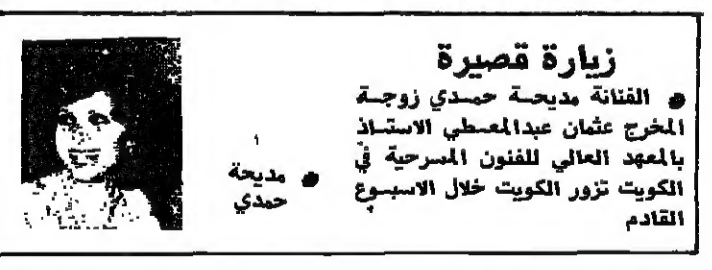 زيارة قصيرة
● الفنانة مديحة حمدي زوجة
المخرج عثمان عبدالمعطي الاستاذ
بالمعهد العالي للفنون المسرحية في
الكويت تزور الكويت خلال الاسبوع
القادم
● مديحة
حمدي